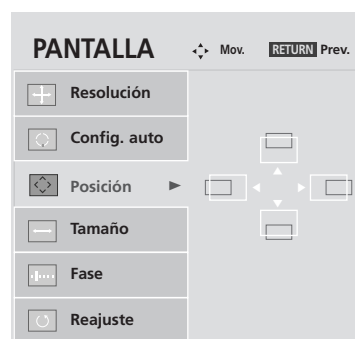 PANTALLA Mov. RETURN Prev.
Resolución
Config. auto
Posición
Tamaño
Fase
Reajuste